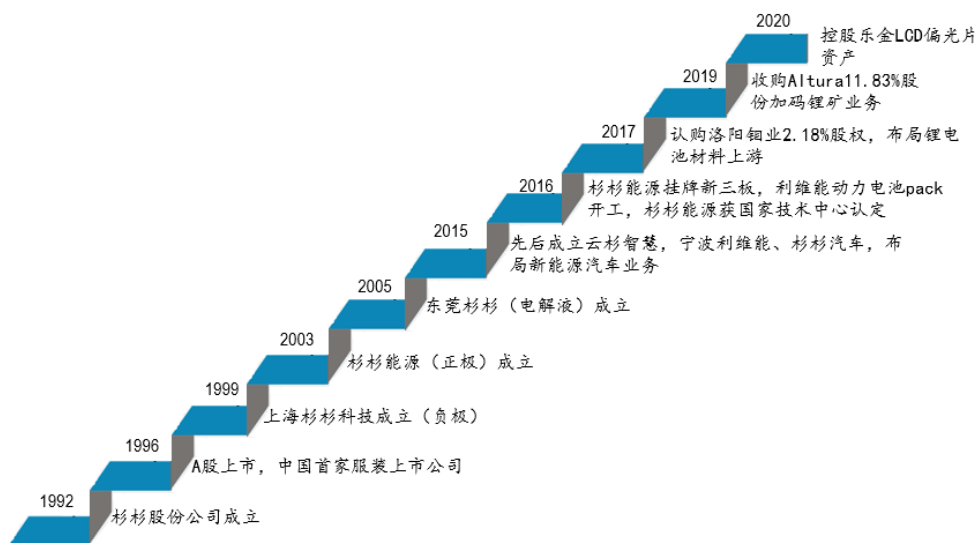 2020
控股乐金LCD偏光片
资产
2019
收购Altura11.83%股
份加码锂矿业务
2017
认购洛阳钼业2.18%股权，布局锂电
池材料上游
2016
杉杉能源挂牌新三板，利维能动力电池pack
开工，杉杉能源获国家技术中心认定
2015
先后成立云杉智慧，宁波利维能、杉杉汽车，布
局新能源汽车业务
2005
东莞杉杉（电解液）成立
2003
杉杉能源（正极）成立
1999
上海杉杉科技成立（负极）
1996
A股上市，中国首家服装上市公司
1992
杉杉股份公司成立